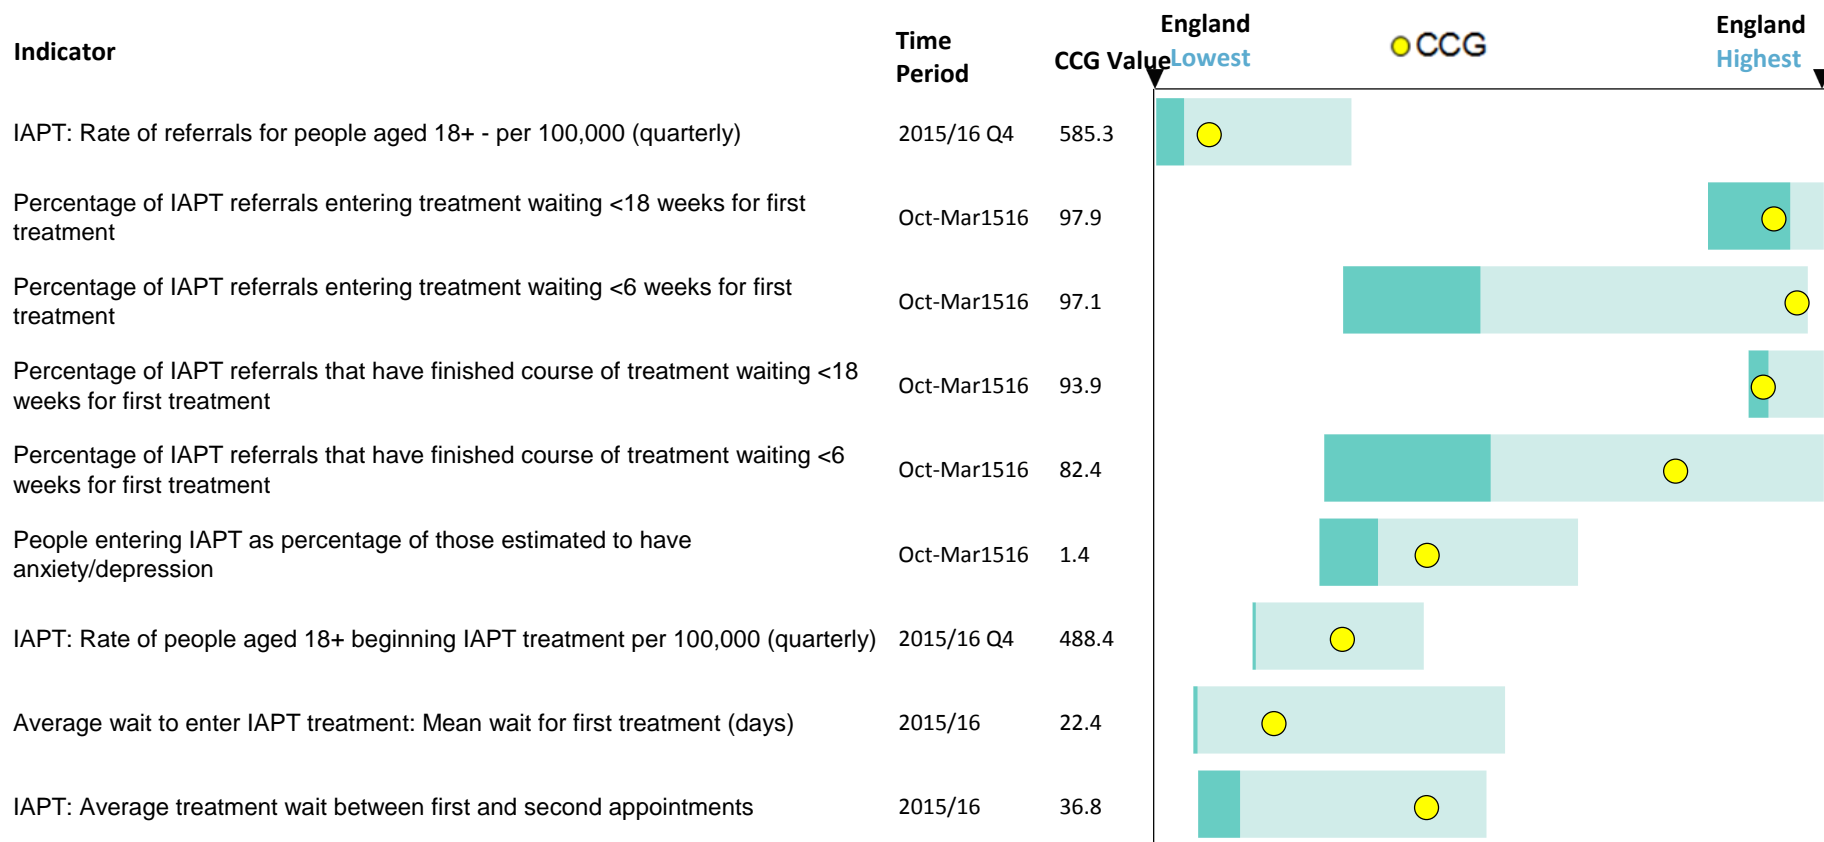 Indicator
Time Period
CCG Value
England Lowest
CCG
England Highest
IAPT: Rate of referrals for people aged 18+ - per 100,000 (quarterly) 2015/16 Q4 585.3
Percentage of IAPT referrals entering treatment waiting <18 weeks for first
treatment
Oct-Mar1516 97.9
Percentage of IAPT referrals entering treatment waiting <6 weeks for first
treatment
Oct-Mar1516 97.1
Percentage of IAPT referrals that have finished course of treatment waiting <18
weeks for first treatment
Oct-Mar1516 93.9
Percentage of IAPT referrals that have finished course of treatment waiting <6
weeks for first treatment
Oct-Mar1516 82.4
People entering IAPT as percentage of those estimated to have
anxiety/depression
Oct-Mar1516 1.4
IAPT: Rate of people aged 18+ beginning IAPT treatment per 100,000 (quarterly) 2015/16 Q4 488.4
Average wait to enter IAPT treatment: Mean wait for first treatment (days) 2015/16 22.4
IAPT: Average treatment wait between first and second appointments 2015/16 36.8